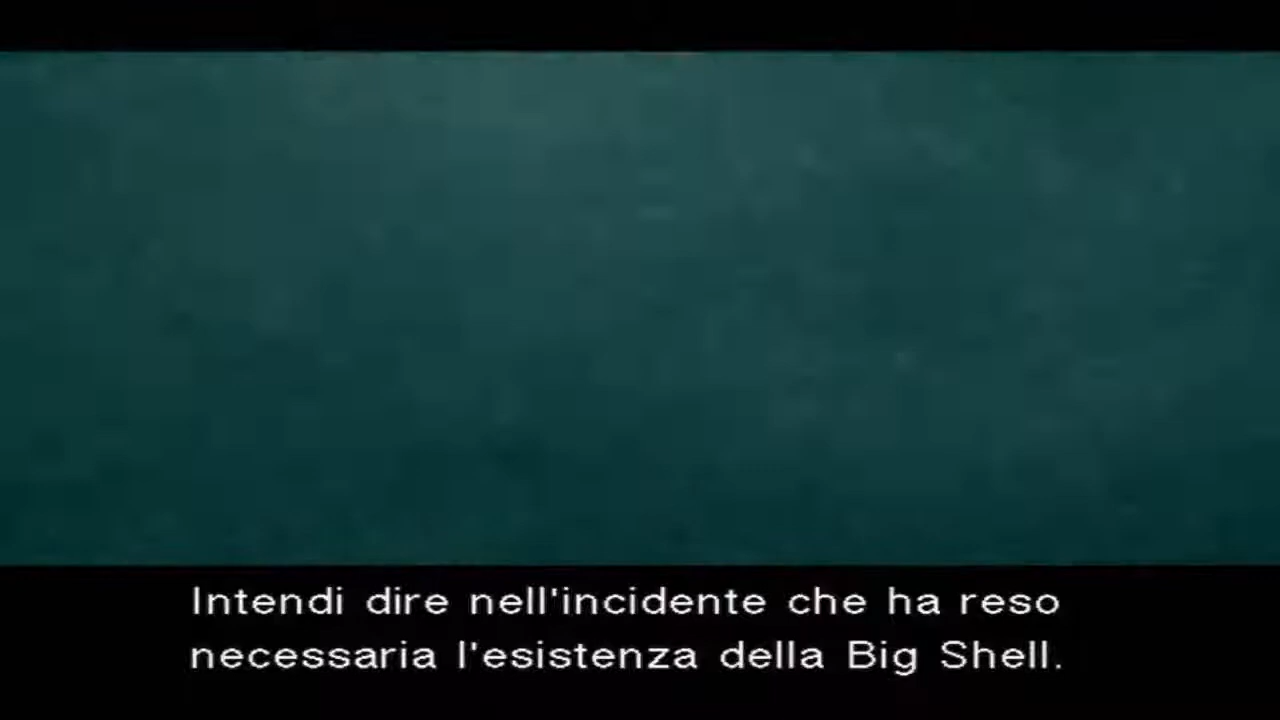 Intendi dire nell'incidente che ha reso
necessaria l'esistenza della Big Shell.